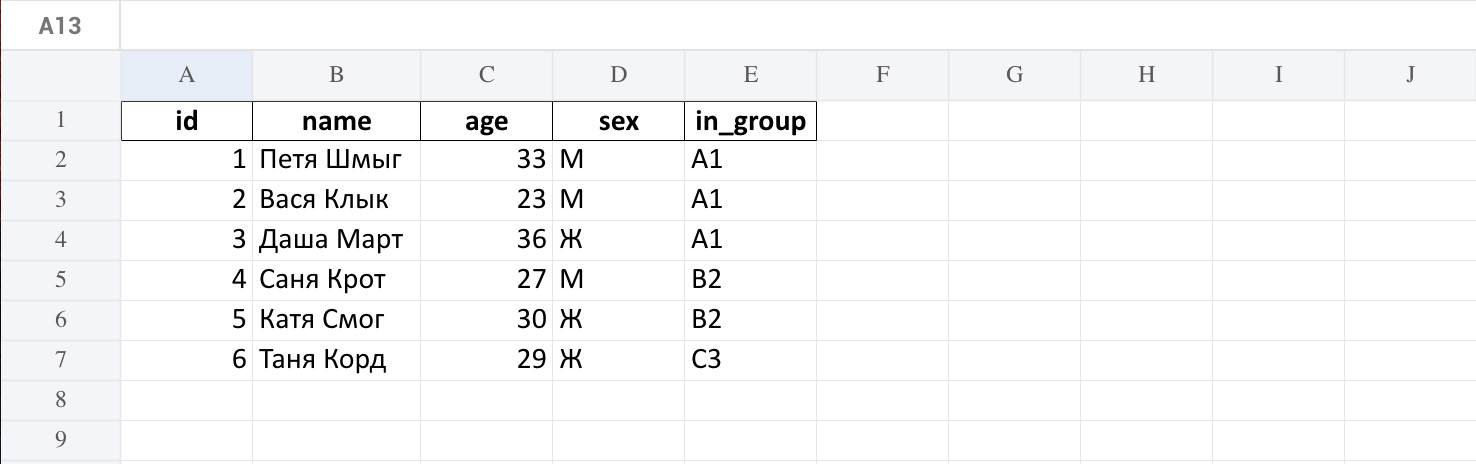 A13
A B C D E F G H I J
1 id name age sex in_group
2 1 Петя Шмыг 33 М A1
3 2 Вася Клык 23 М A1
4 3 Даша Март 36 Ж A1
5 4 Саня Крот 27 М B2
6 5 Катя Смог 30 Ж B2
7 6 Таня Корд 29 Ж C3
8
9